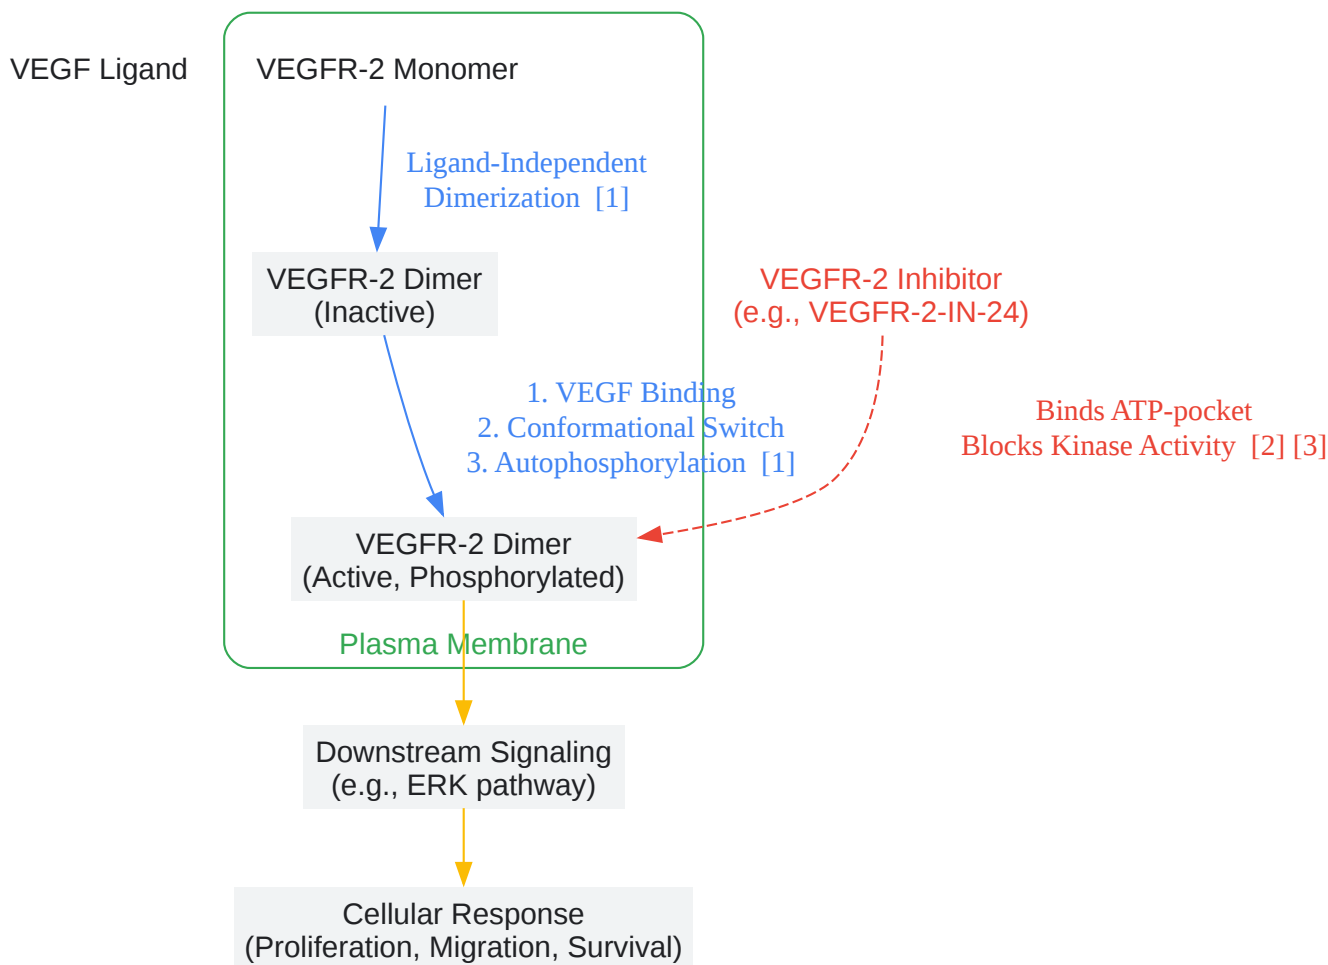 VEGF Ligand
VEGFR-2 Monomer
Ligand-Independent
Dimerization [1]
VEGFR-2 Dimer
(Inactive)
VEGFR-2 Inhibitor
(e.g., VEGFR-2-IN-24)
1. VEGF Binding
2. Conformational Switch
3. Autophosphorylation [1]
Binds ATP-pocket
Blocks Kinase Activity [2] [3]
VEGFR-2 Dimer
(Active, Phosphorylated)
Plasma Membrane
Downstream Signaling
(e.g., ERK pathway)
Cellular Response
(Proliferation, Migration, Survival)